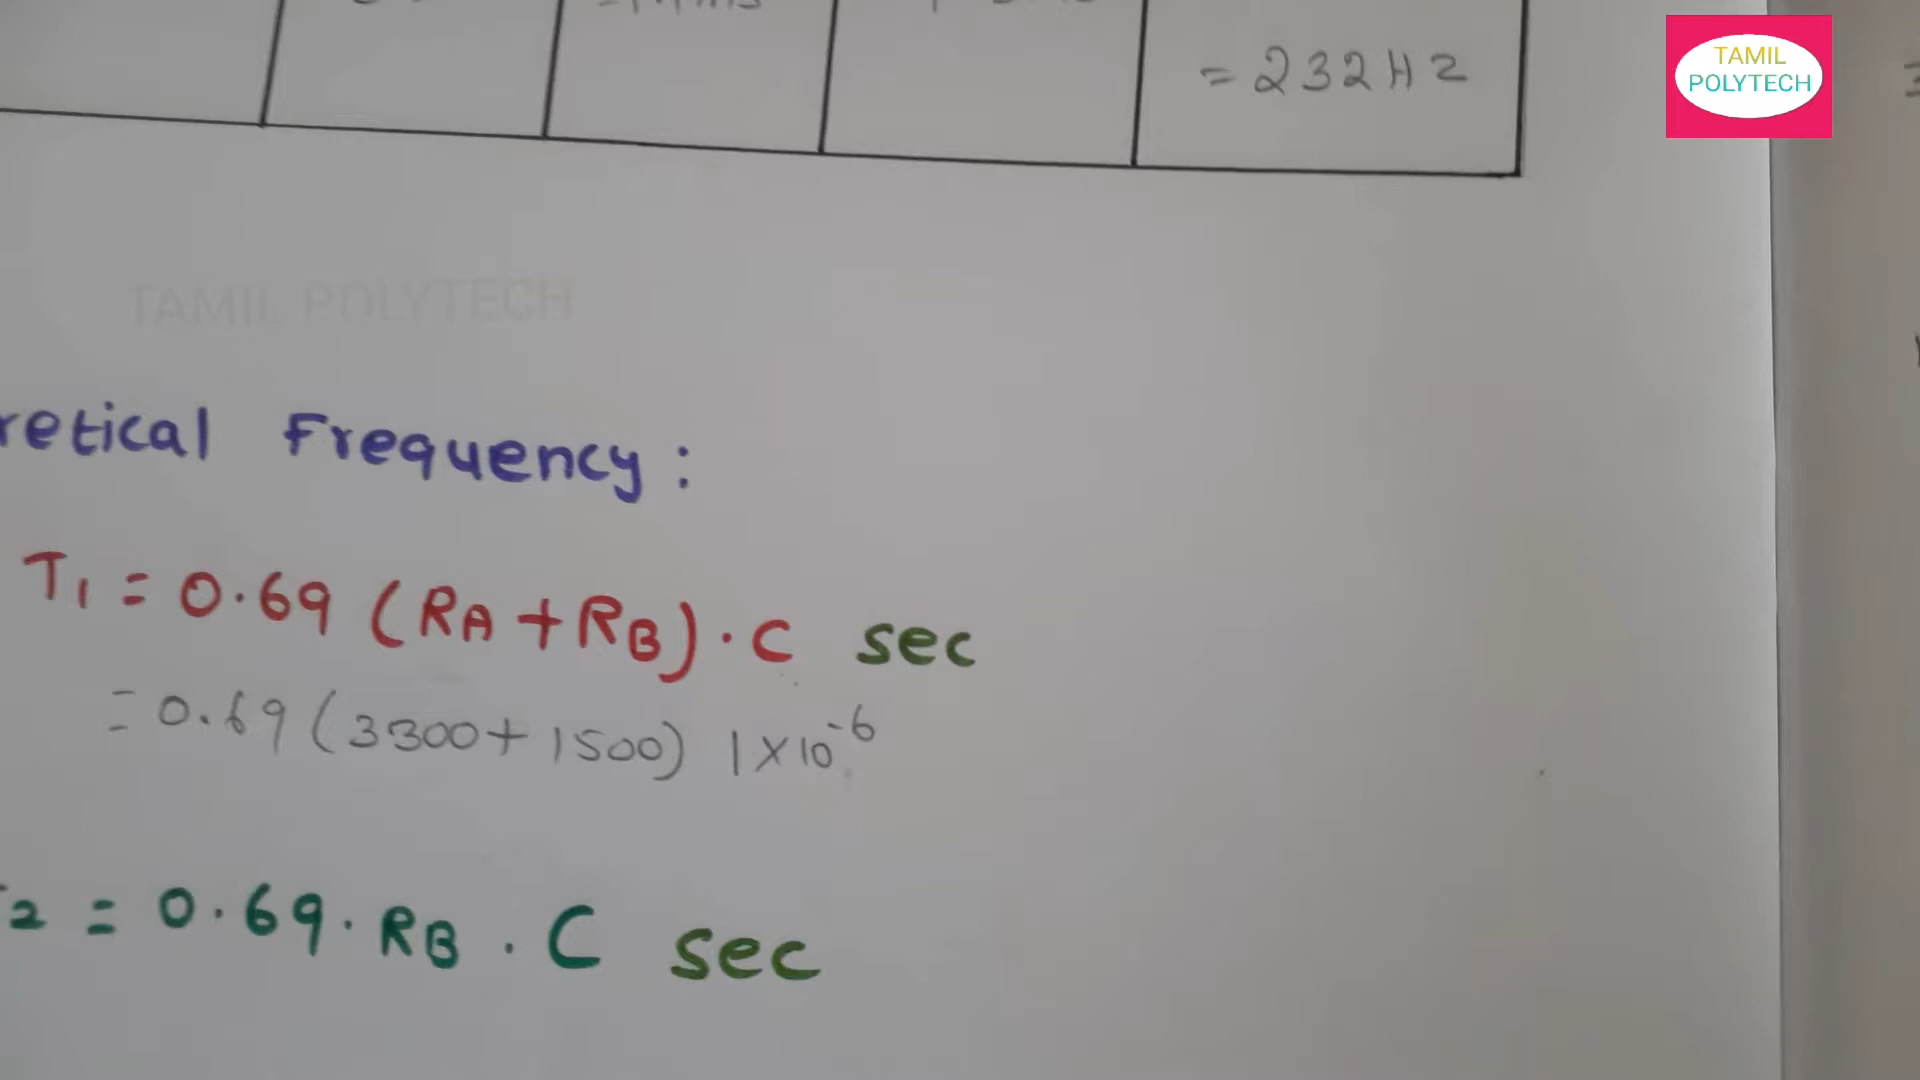 = 232Hz
TAMIL
POLYTECH
TAMIL POLYTECH
retical Frequency:
T1 = 0.69 (RA+RB).C sec
= 0.69 (3300+1500) 1×10-6
2 = 0.69.RB.C sec